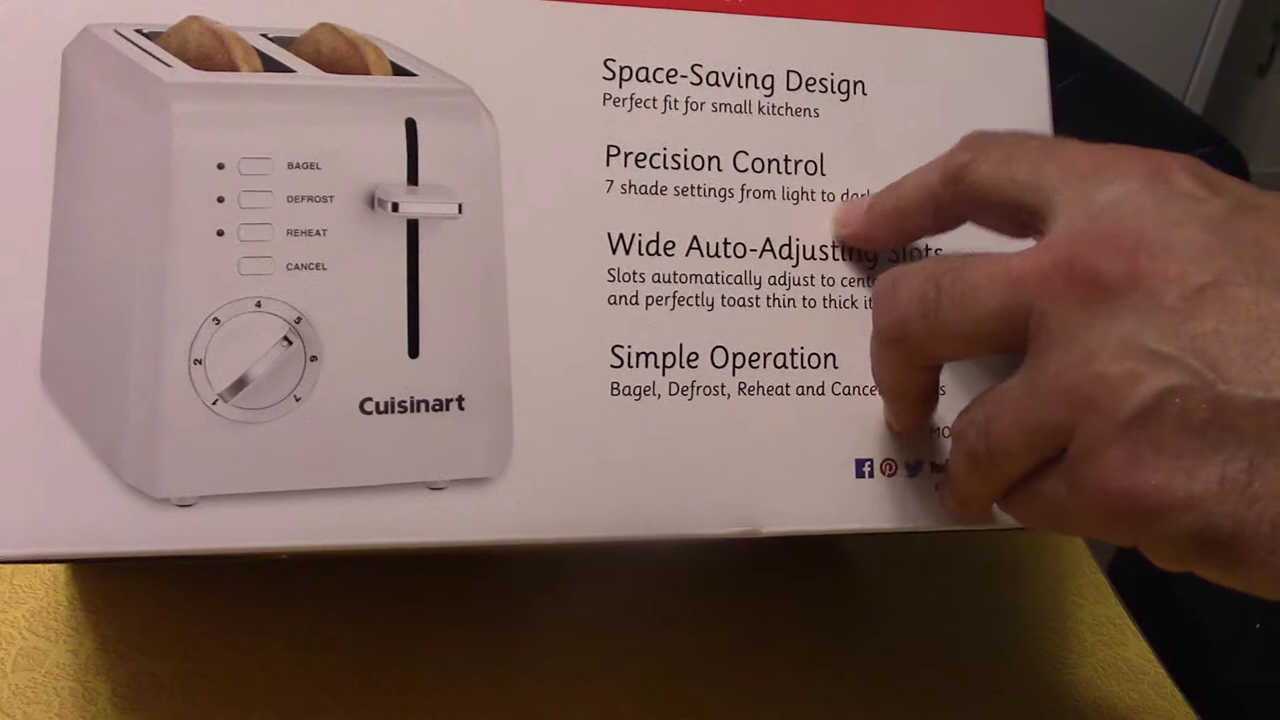 Space-Saving Design
Perfect fit for small kitchens
Precision Control
7 shade settings from light to
Wide Auto-Adjusting Slots
Slots automatically adjust to
and perfectly toast thin to thick
Simple Operation
Bagel, Defrost, Reheat and
BAGEL
DEFROST
REHEAT
CANCEL
1
2
3
4
5
6
7
Cuisinart